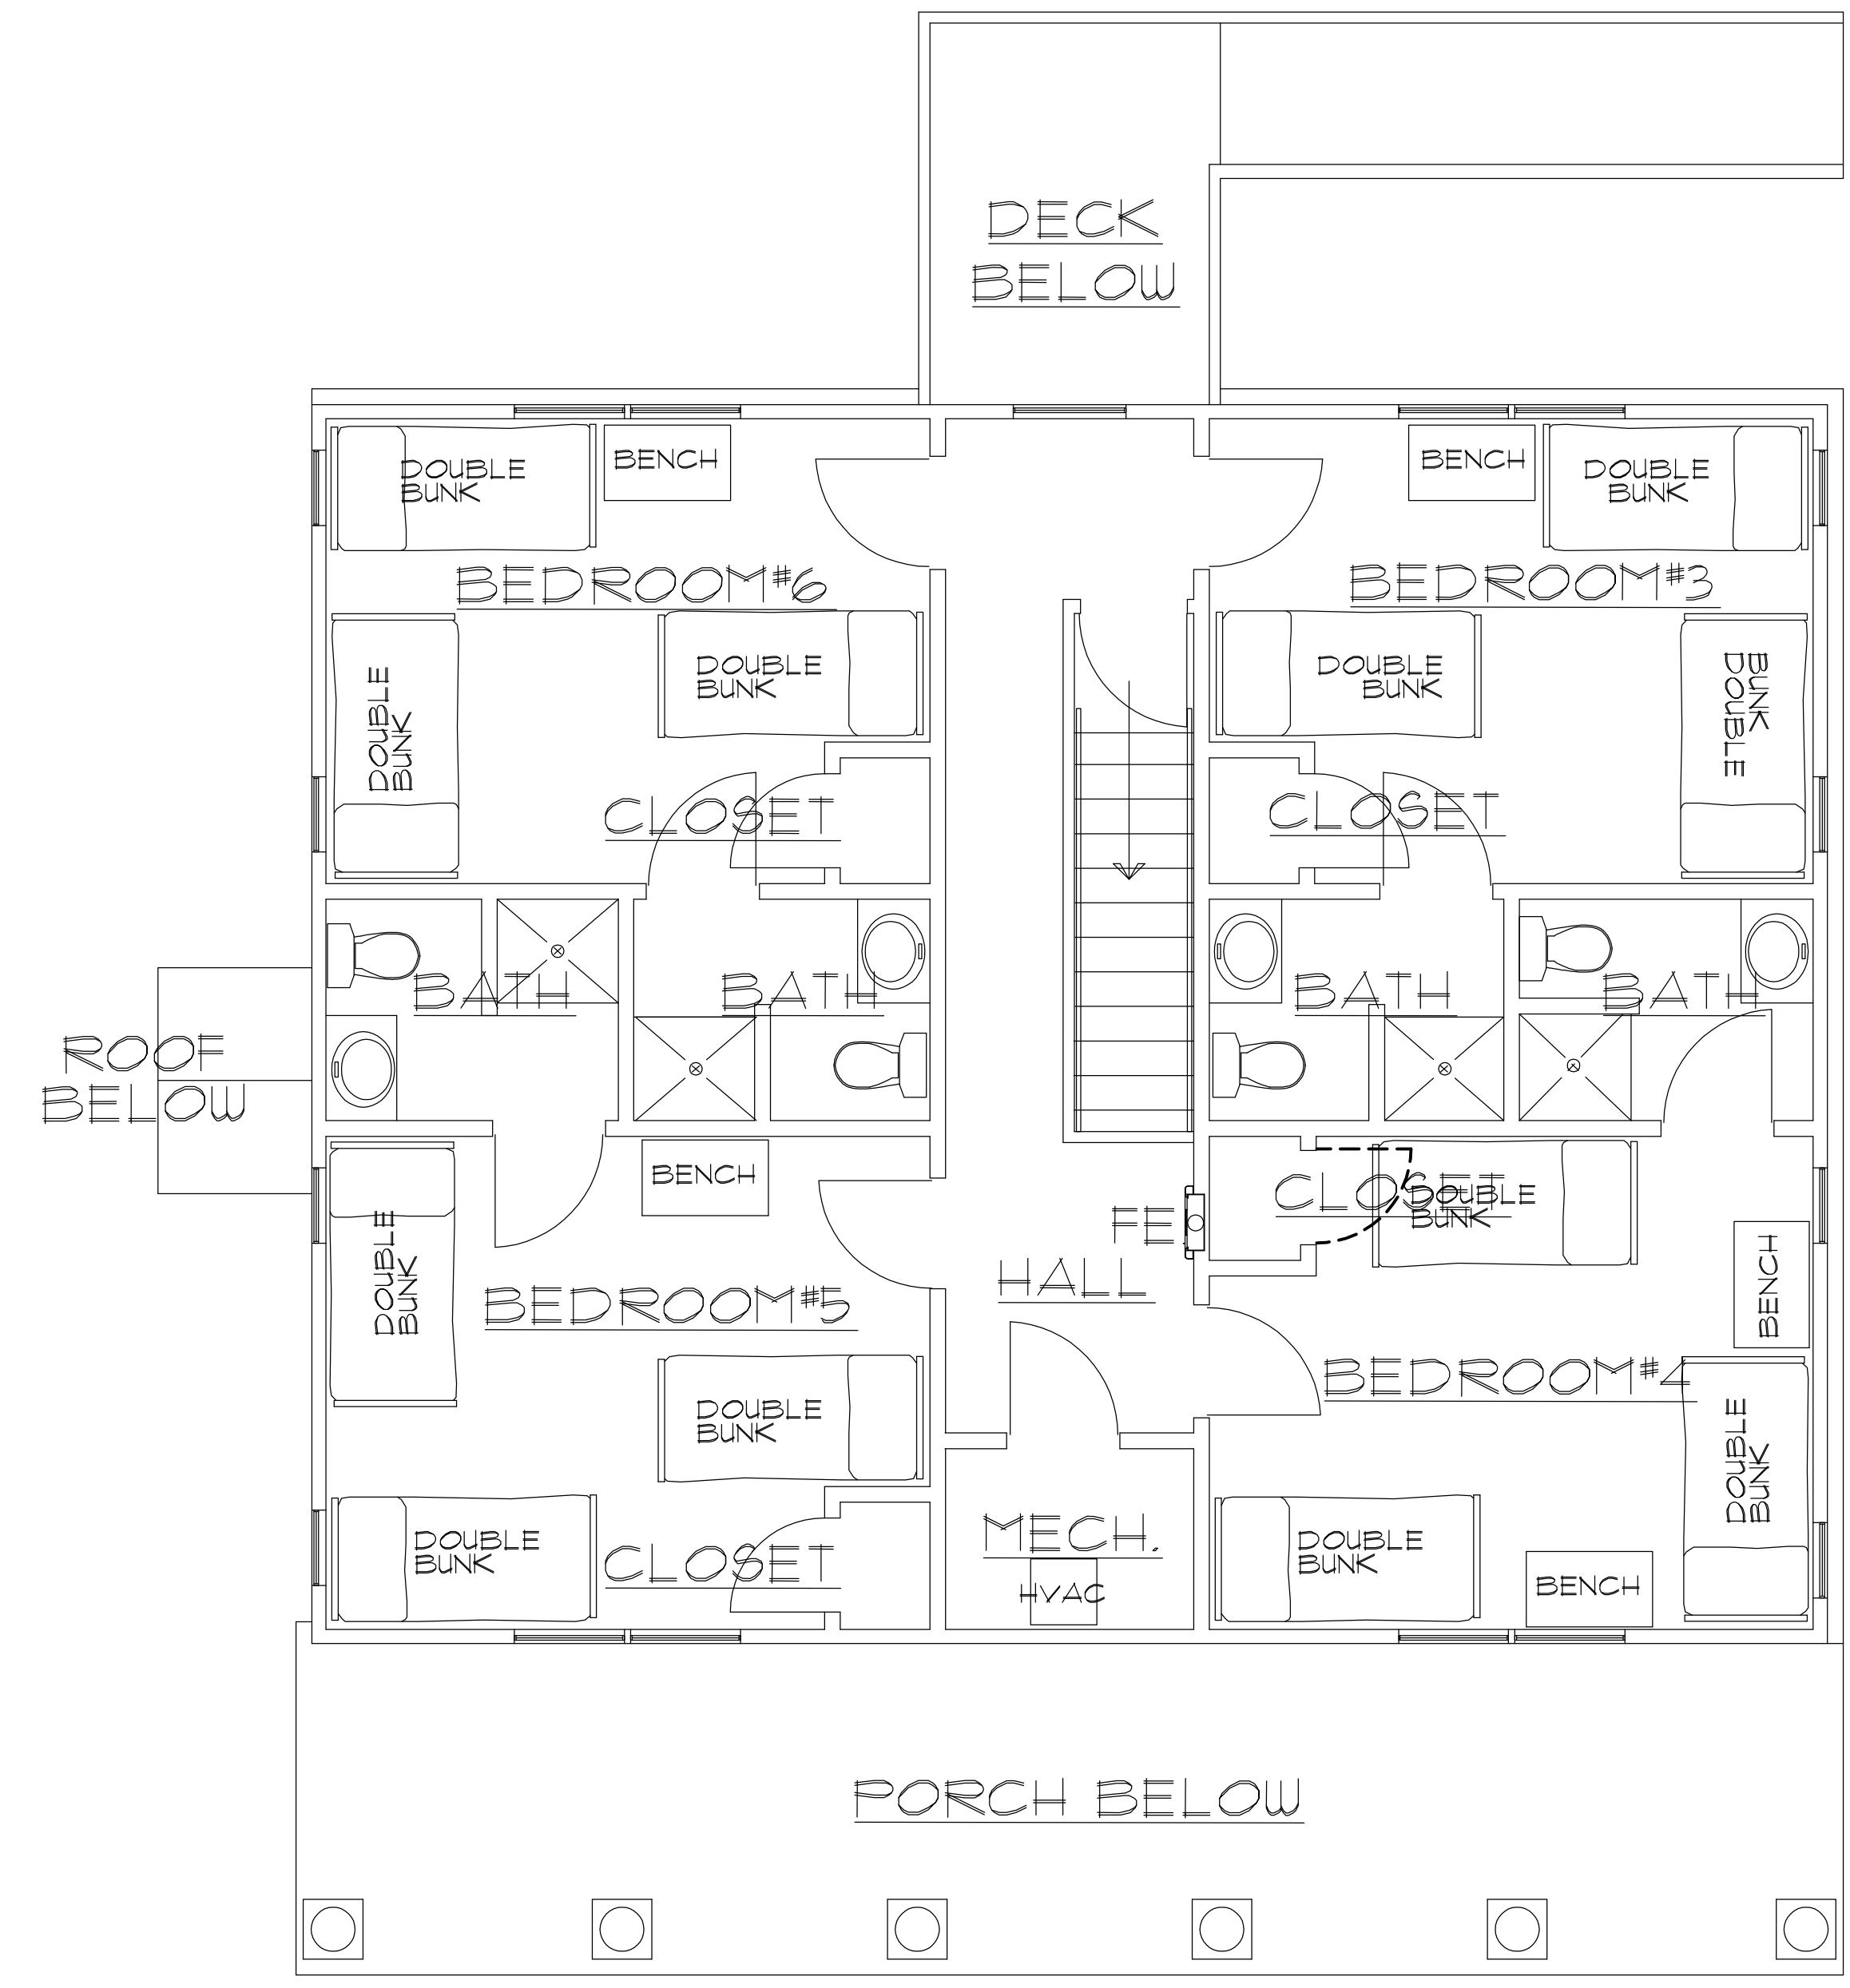 DECK
BELOW
DOUBLE
BUNK
BENCH
BENCH
DOUBLE
BUNK
BEDROOM#6
BEDROOM#3
DOUBLE
BUNK
DOUBLE
BUNK
DOUBLE
BUNK
DOUBLE
BUNK
CLOSET
CLOSET
BATH
BATH
BATH
BATH
ROOF
BELOW
BENCH
DOUBLE
BUNK
CLOSET
DOUBLE
BUNK
FE.
BENCH
HALL
BEDROOM#5
BEDROOM#4
DOUBLE
BUNK
DOUBLE
BUNK
DOUBLE
BUNK
CLOSET
MECH.
HVAC
DOUBLE
BUNK
BENCH
PORCH BELOW